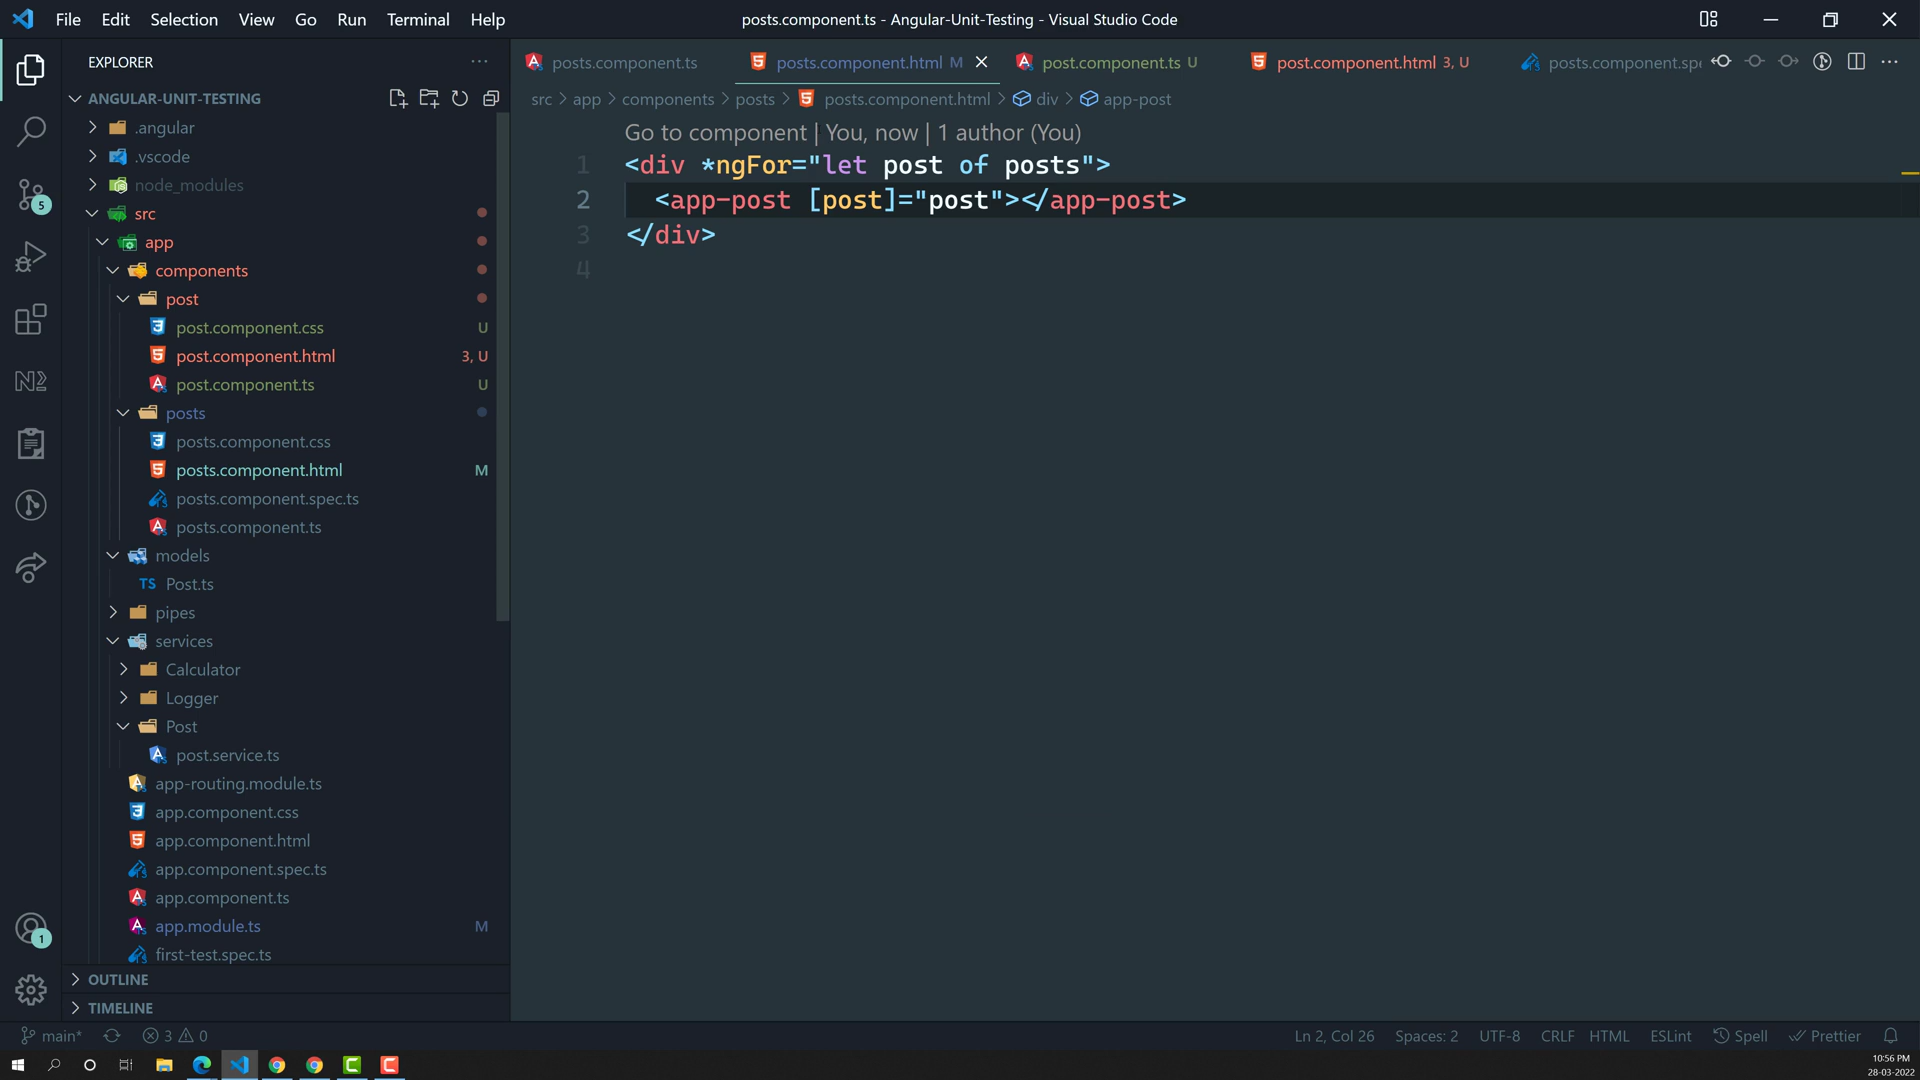 File Edit Selection View Go Run Terminal Help
posts.component.ts - Angular-Unit-Testing - Visual Studio Code
EXPLORER
posts.component.ts
posts.component.html M
post.component.ts U
post.component.html 3, U
posts.component.spe
ANGULAR-UNIT-TESTING
src > app > components > posts > posts.component.html > div > app-post
.angular
.vscode
node_modules
src
app
components
post
post.component.css U
post.component.html 3, U
post.component.ts U
posts
posts.component.css
posts.component.html M
posts.component.spec.ts
posts.component.ts
models
TS Post.ts
pipes
services
Calculator
Logger
Post
post.service.ts
app-routing.module.ts
app.component.css
app.component.html
app.component.spec.ts
app.component.ts
app.module.ts M
first-test.spec.ts
OUTLINE
TIMELINE
5
1
Go to component | You, now | 1 author (You)
1 <div *ngFor="let post of posts">
2 <app-post [post]="post"></app-post>
3 </div>
4
main* 3 0
Ln 2, Col 26 Spaces: 2 UTF-8 CRLF HTML ESLint Spell Prettier
10:56 PM
28-03-2022